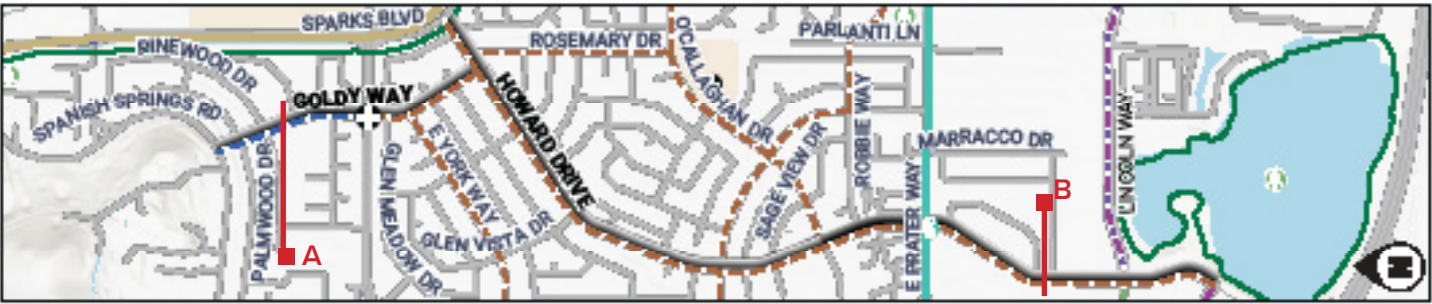 SPARKS BLVD
PINEWOOD DR
SPANISH SPRINGS RD
GOLDY WAY
PALMWOOD DR
A
GLEN MEADOW DR
E YORK WAY
GLEN VISTA DR
HOWARD DRIVE
ROSEMARY DR
O'CALLAGHAN DR
SAGE VIEW DR
PARLANTI LN
ROBBIE WAY
E PRATER WAY
MARRACCO DR
B
LINCOLN WAY
N